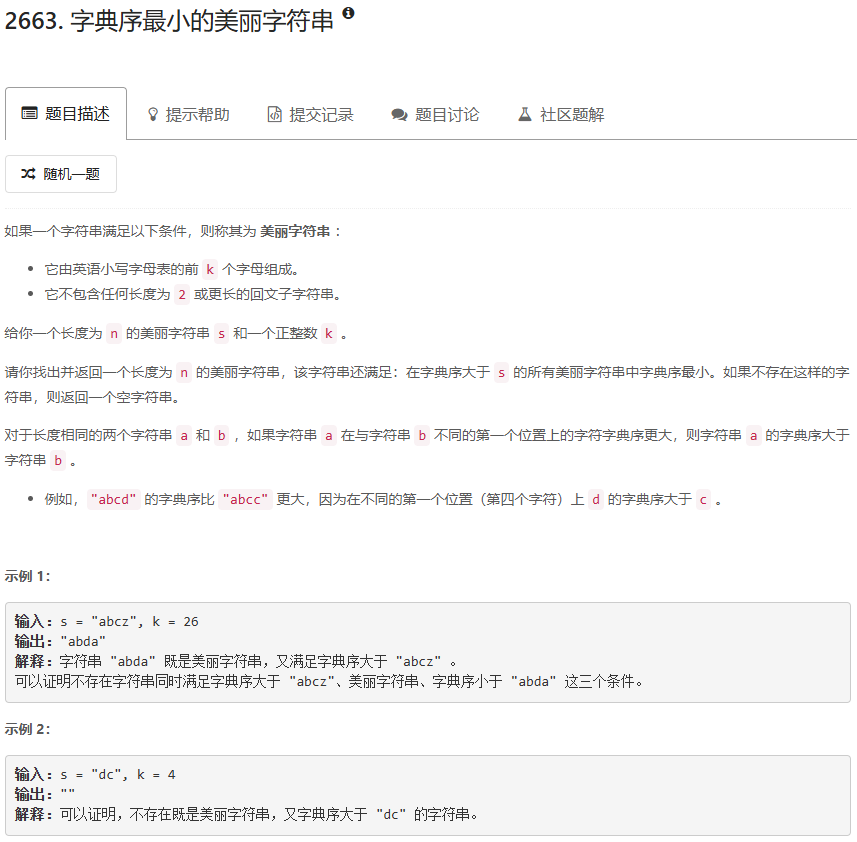 2663. 字典序最小的美丽字符串
题目描述
提示帮助
提交记录
题目讨论
社区题解
随机一题
如果一个字符串满足以下条件，则称其为 美丽字符串 ：
它由英语小写字母表的前 k 个字母组成。
它不包含任何长度为 2 或更长的回文子字符串。
给你一个长度为 n 的美丽字符串 s 和一个正整数 k 。
请你找出并返回一个长度为 n 的美丽字符串，该字符串还满足：在字典序大于 s 的所有美丽字符串中字典序最小。如果不存在这样的字
符串，则返回一个空字符串。
对于长度相同的两个字符串 a 和 b ，如果字符串 a 在与字符串 b 不同的第一个位置上的字符字典序更大，则字符串 a 的字典序大于
字符串 b 。
例如， "abcd" 的字典序比 "abcc" 更大，因为在不同的第一个位置（第四个字符）上 d 的字典序大于 c 。
示例 1：
输入：s = "abcz", k = 26
输出："abda"
解释：字符串 "abda" 既是美丽字符串，又满足字典序大于 "abcz" 。
可以证明不存在字符串同时满足字典序大于 "abcz"、美丽字符串、字典序小于 "abda" 这三个条件。
示例 2：
输入：s = "dc", k = 4
输出：""
解释：可以证明，不存在既是美丽字符串，又字典序大于 "dc" 的字符串。